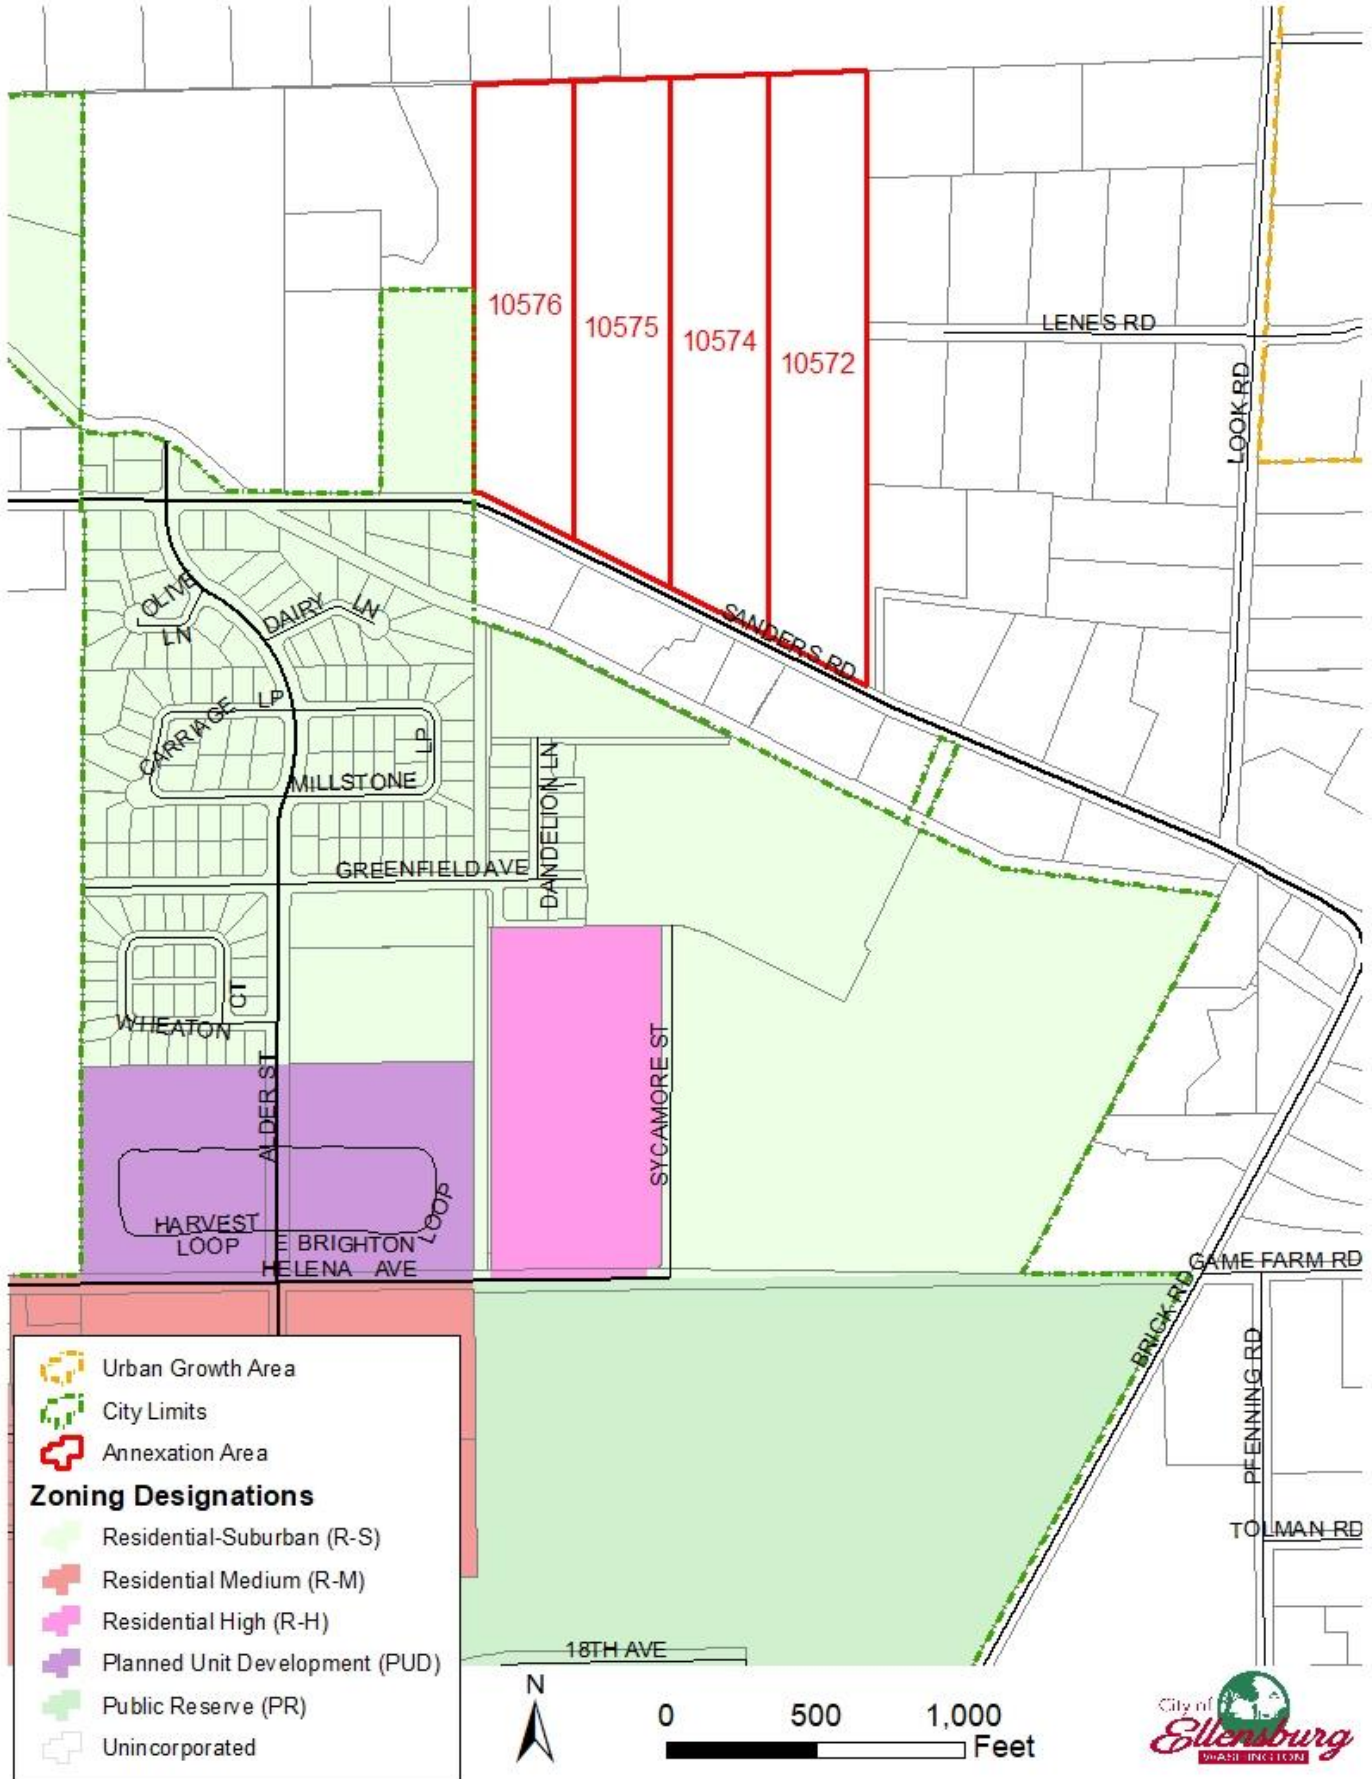 10576
10575
10574
10572
LENES RD
LOOK RD
SANDERS RD
OLIVE
LN
DAIRY
LN
CARRIAGE
LP
LP
MILLSTONE
DANDELION LN
GREENFIELD AVE
CT
WHEATON
ALDER ST
SYCAMORE ST
HARVEST
LOOP
LOOP
E BRIGHTON
HELENA AVE
GAME FARM RD
BRICK RD
PFENNING RD
TOLMAN RD
18TH AVE
Urban Growth Area
City Limits
Annexation Area
Zoning Designations
Residential-Suburban (R-S)
Residential Medium (R-M)
Residential High (R-H)
Planned Unit Development (PUD)
Public Reserve (PR)
Unincorporated
N
0 500 1,000
Feet
City of
Ellensburg
WASHINGTON